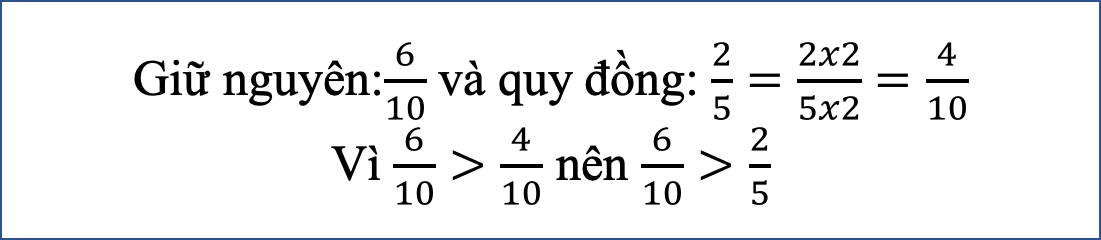 Giữ nguyên: 6/10 và quy đồng: 2/5 = 2x2/5x2 = 4/10
Vì 6/10 > 4/10 nên 6/10 > 2/5